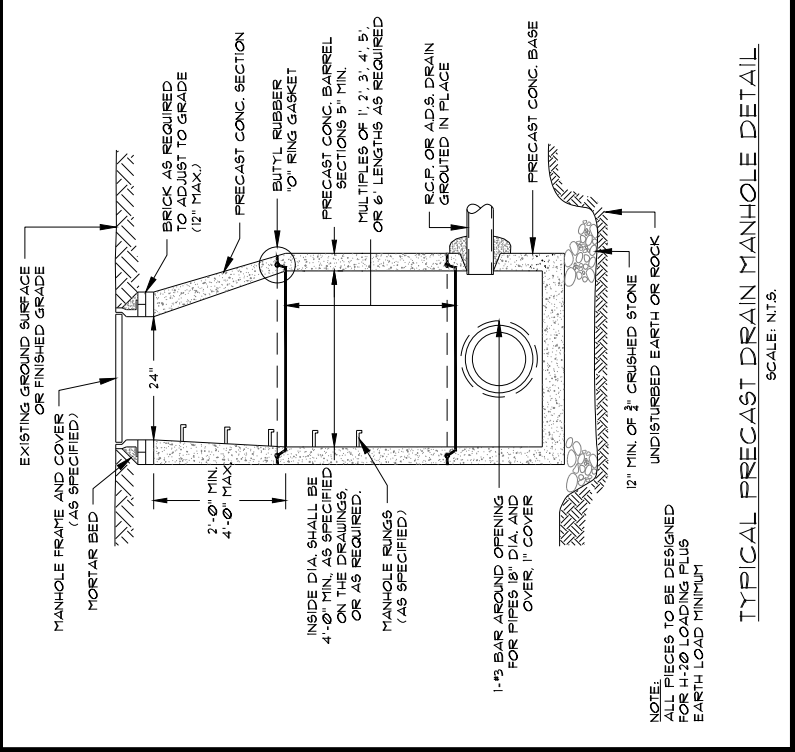 EXISTING GROUND SURFACE
OR FINISHED GRADE
MANHOLE FRAME AND COVER
(AS SPECIFIED)
MORTAR BED
BRICK AS REQUIRED
TO ADJUST TO GRADE
(12" MAX.)
PRECAST CONC. SECTION
24"
2'-0" MIN.
4'-0" MAX.
BUTYL RUBBER
"O" RING GASKET
PRECAST CONC. BARREL
SECTIONS 5" MIN.
MULTIPLES OF 1', 2', 3', 4', 5',
OR 6' LENGTHS AS REQUIRED
INSIDE DIA. SHALL BE
4'-0" MIN., AS SPECIFIED
ON THE DRAWINGS,
OR AS REQUIRED.
MANHOLE RUNGS
(AS SPECIFIED)
R.C.P. OR A.D.S. DRAIN
GROUTED IN PLACE
1-#3 BAR AROUND OPENING
FOR PIPES 18" DIA. AND
OVER, 1" COVER
PRECAST CONC. BASE
12" MIN. OF ¾" CRUSHED STONE
UNDISTURBED EARTH OR ROCK
NOTE:
ALL PIECES TO BE DESIGNED
FOR H-20 LOADING PLUS
EARTH LOAD MINIMUM
TYPICAL PRECAST DRAIN MANHOLE DETAIL
SCALE: N.T.S.